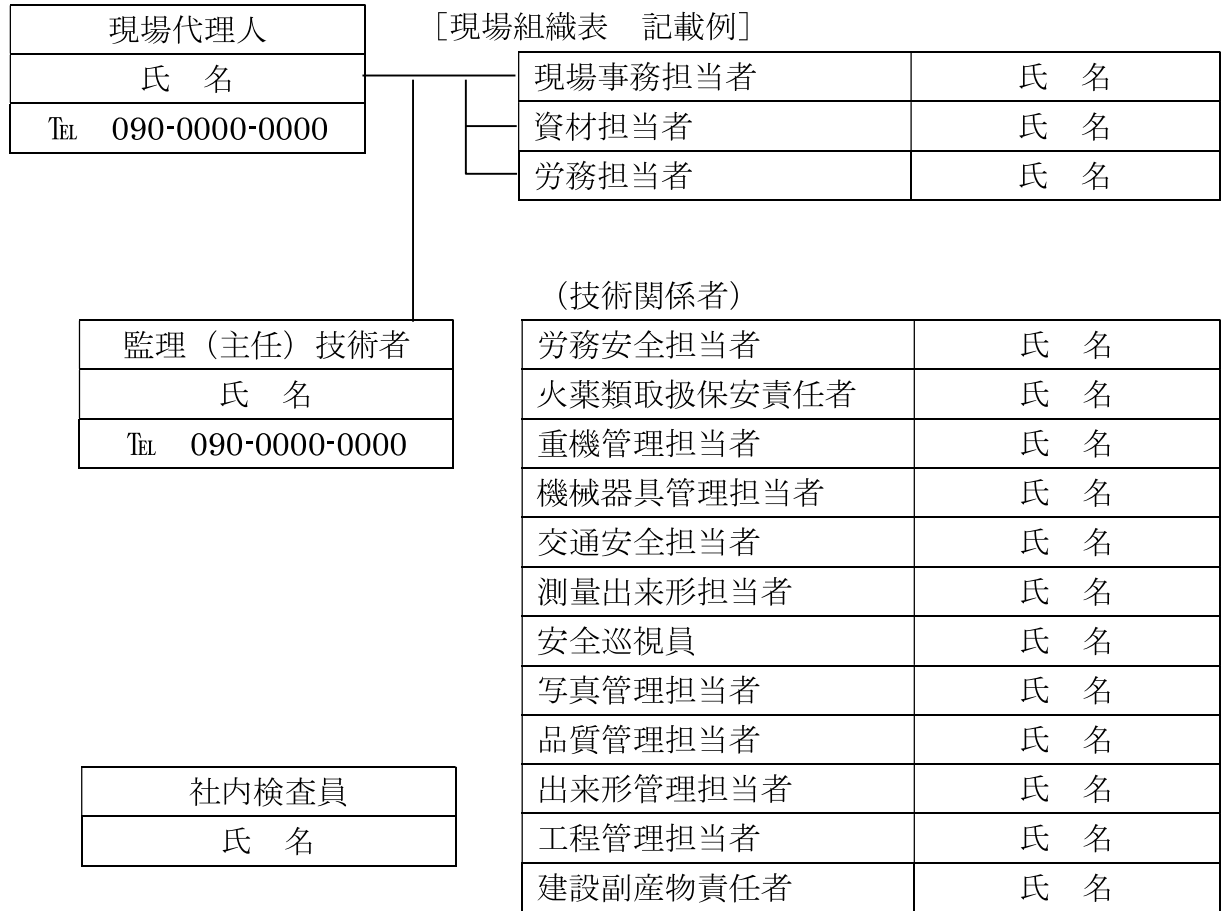 ［現場組織表　記載例］
現場代理人
氏　名
℡　090-0000-0000
現場事務担当者　氏　名
資材担当者　氏　名
労務担当者　氏　名
（技術関係者）
監理（主任）技術者
氏　名
℡　090-0000-0000
労務安全担当者　氏　名
火薬類取扱保安責任者　氏　名
重機管理担当者　氏　名
機械器具管理担当者　氏　名
交通安全担当者　氏　名
測量出来形担当者　氏　名
安全巡視員　氏　名
写真管理担当者　氏　名
品質管理担当者　氏　名
出来形管理担当者　氏　名
工程管理担当者　氏　名
建設副産物責任者　氏　名
社内検査員
氏　名